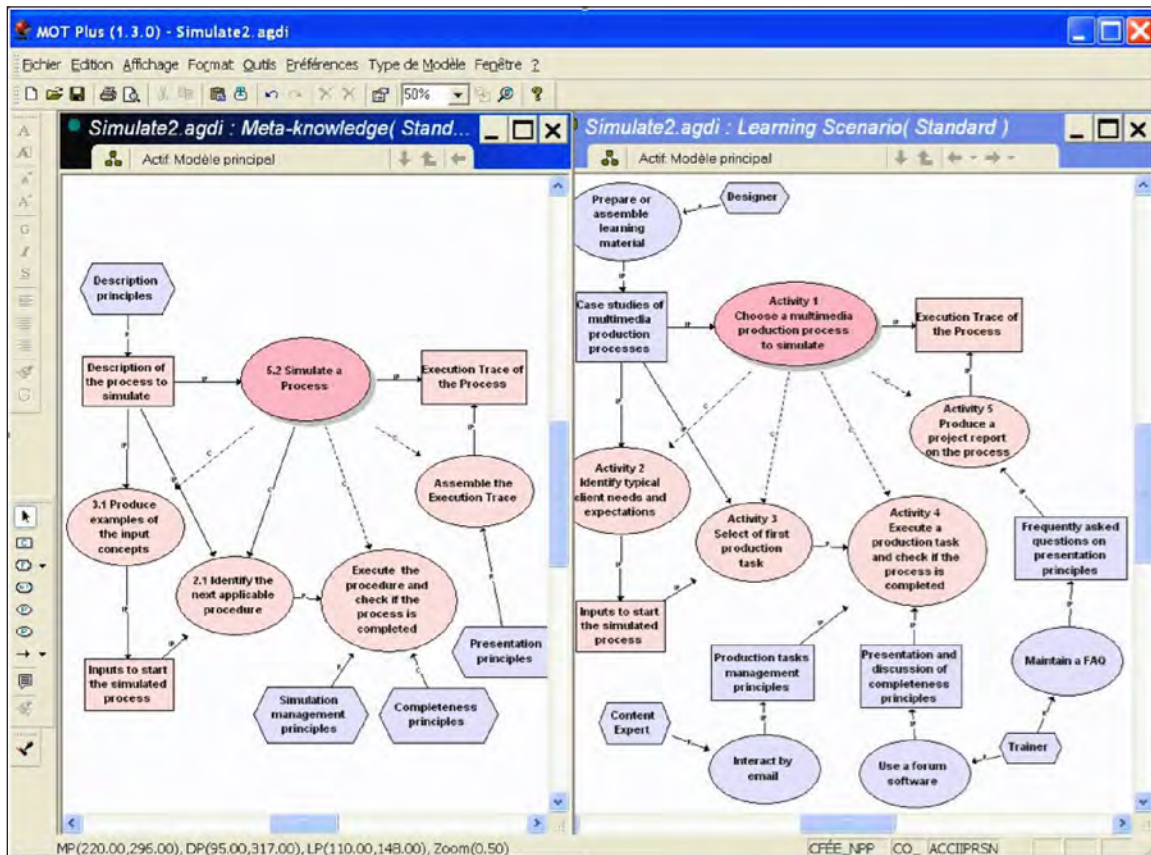 MOT Plus (1.3.0) - Simulate2.agdi
Fichier Edition Affichage Format Outils Préférences Type de Modèle Fenêtre ?
50%
Simulate2.agdi : Meta-knowledge( Stand...
Actif: Modèle principal
Description
principles
Description of
the process to
simulate
5.2 Simulate a
Process
Execution Trace of
the Process
3.1 Produce
examples of
the input
concepts
Assemble the
Execution Trace
2.1 Identify the
next applicable
procedure
Execute the
procedure and
check if the
process is
completed
Inputs to start
the simulated
process
Presentation
principles
Simulation
management
principles
Completeness
principles
Simulate2.agdi : Learning Scenario( Standard )
Actif: Modèle principal
Prepare or
assemble
learning
material
Designer
Case studies of
multimedia
production
processes
Activity 1
Choose a multimedia
production process
to simulate
Execution Trace of
the Process
Activity 5
Produce a
project report
on the process
Activity 2
Identify typical
client needs and
expectations
Activity 3
Select of first
production
task
Activity 4
Execute a
production task
and check if the
process is
completed
Frequently asked
questions on
presentation
principles
Inputs to start
the simulated
process
Production tasks
management
principles
Presentation and
discussion of
completeness
principles
Maintain a FAQ
Content
Expert
Interact by
email
Use a forum
software
Trainer
MP(220.00,296.00), DP(95.00,317.00), LP(110.00,148.00), Zoom(0.50)
CFÉE_NPP CO_ ACCIIPRSN